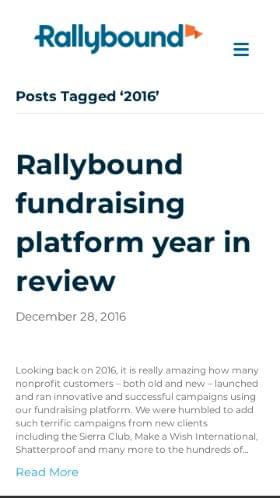 Rallybound
Posts Tagged ‘2016’
Rallybound
fundraising
platform year in
review
December 28, 2016
Looking back on 2016, it is really amazing how many
nonprofit customers – both old and new – launched
and ran innovative and successful campaigns using
our fundraising platform. We were humbled to add
such terrific campaigns from new clients
including the Sierra Club, Make a Wish International,
Shatterproof and many more to the hundreds of...
Read More